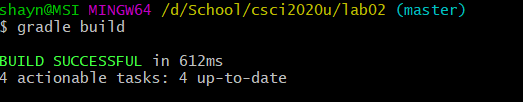 shayn@MSI MINGW64 /d/School/csci2020u/lab02 (master)
$ gradle build
BUILD SUCCESSFUL in 612ms
4 actionable tasks: 4 up-to-date